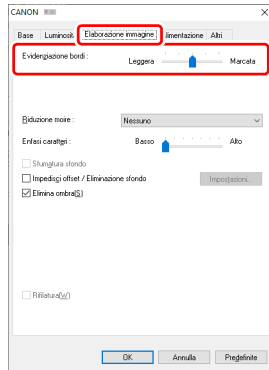 CANON
Base Luminosit Elaborazione immagine limentazione Altri
Evidenziazione bordi :
Leggera Marcata
Riduzione moire : Nessuno
Enfasi caratteri : Basso Alto
Sfumatura sfondo
Impedisci offset / Eliminazione sfondo Impostazioni...
Elimina ombra(S)
Rifilatura(W)
OK Annulla Predefinite